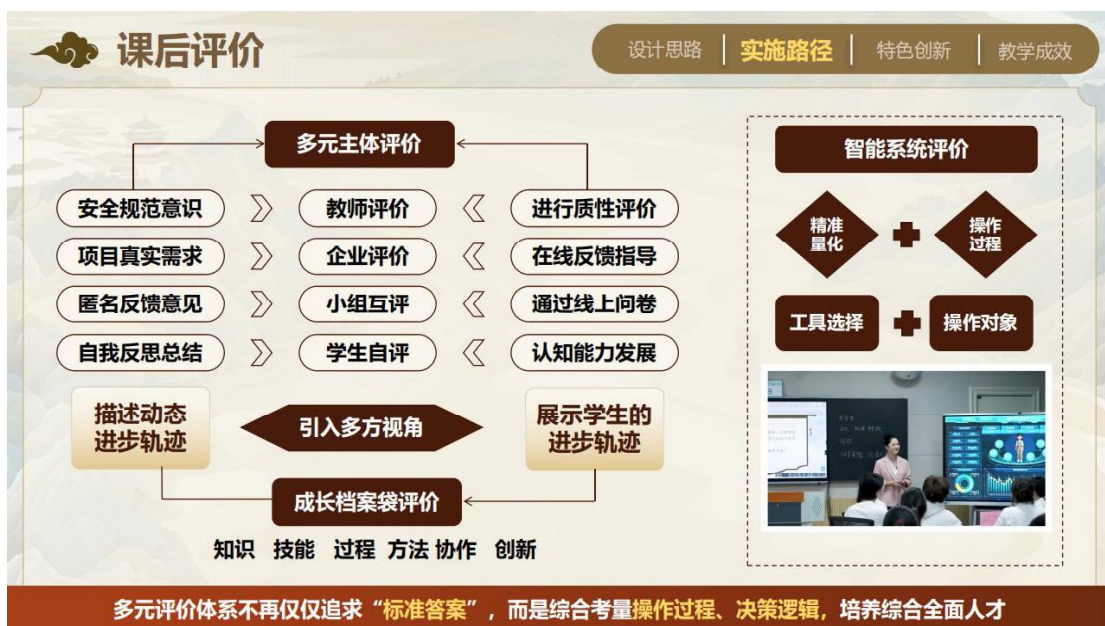 课后评价
设计思路
实施路径
特色创新
教学成效
多元主体评价
安全规范意识
教师评价
进行质性评价
项目真实需求
企业评价
在线反馈指导
匿名反馈意见
小组互评
通过线上问卷
自我反思总结
学生自评
认知能力发展
描述动态
进步轨迹
引入多方视角
展示学生的
进步轨迹
成长档案袋评价
知识 技能 过程 方法 协作 创新
智能系统评价
精准
量化
操作
过程
工具选择
操作对象
多元评价体系不再仅仅追求“标准答案”，而是综合考量操作过程、决策逻辑，培养综合全面人才